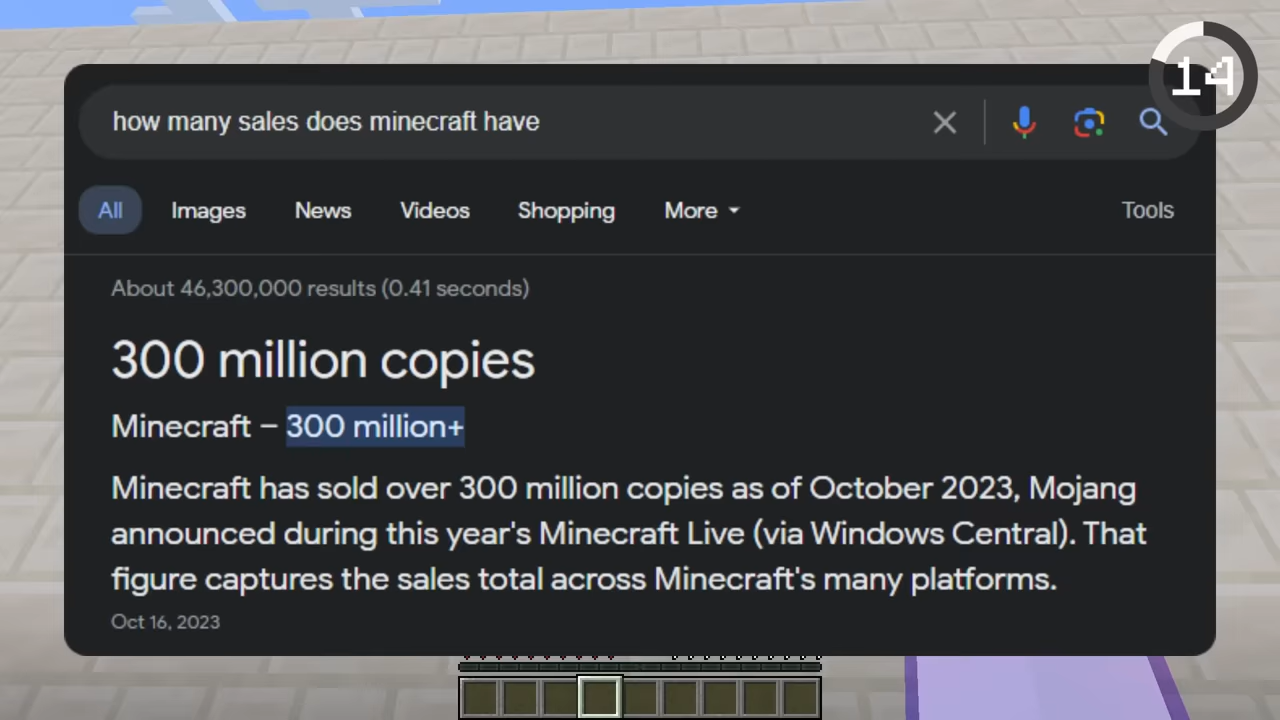 14
how many sales does minecraft have
All Images News Videos Shopping More Tools
About 46,300,000 results (0.41 seconds)
300 million copies
Minecraft – 300 million+
Minecraft has sold over 300 million copies as of October 2023, Mojang
announced during this year's Minecraft Live (via Windows Central). That
figure captures the sales total across Minecraft's many platforms.
Oct 16, 2023